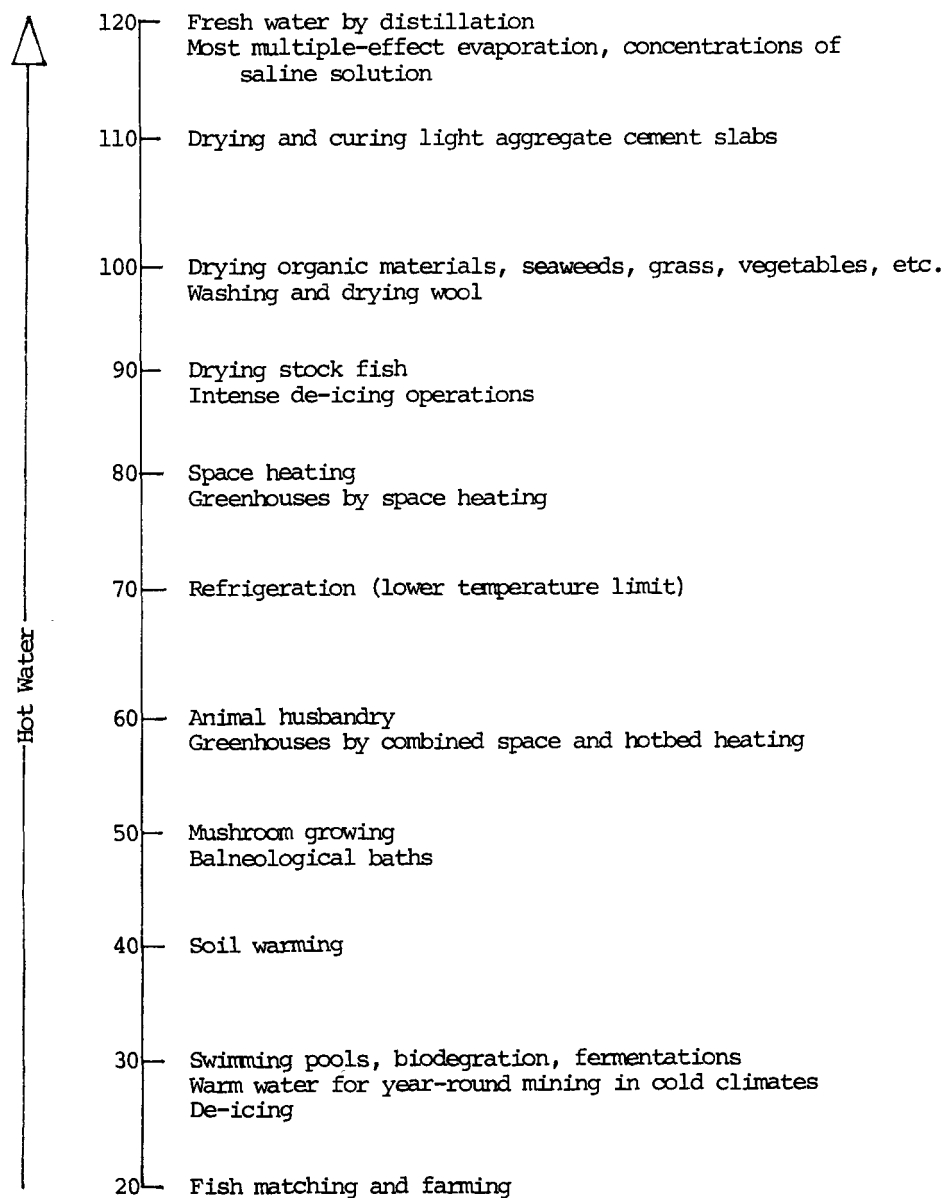 120 Fresh water by distillation
Most multiple-effect evaporation, concentrations of
saline solution
110 Drying and curing light aggregate cement slabs
100 Drying organic materials, seaweeds, grass, vegetables, etc.
Washing and drying wool
90 Drying stock fish
Intense de-icing operations
80 Space heating
Greenhouses by space heating
70 Refrigeration (lower temperature limit)
Hot Water
60 Animal husbandry
Greenhouses by combined space and hotbed heating
50 Mushroom growing
Balneological baths
40 Soil warming
30 Swimming pools, biodegration, fermentations
Warm water for year-round mining in cold climates
De-icing
20 Fish matching and farming